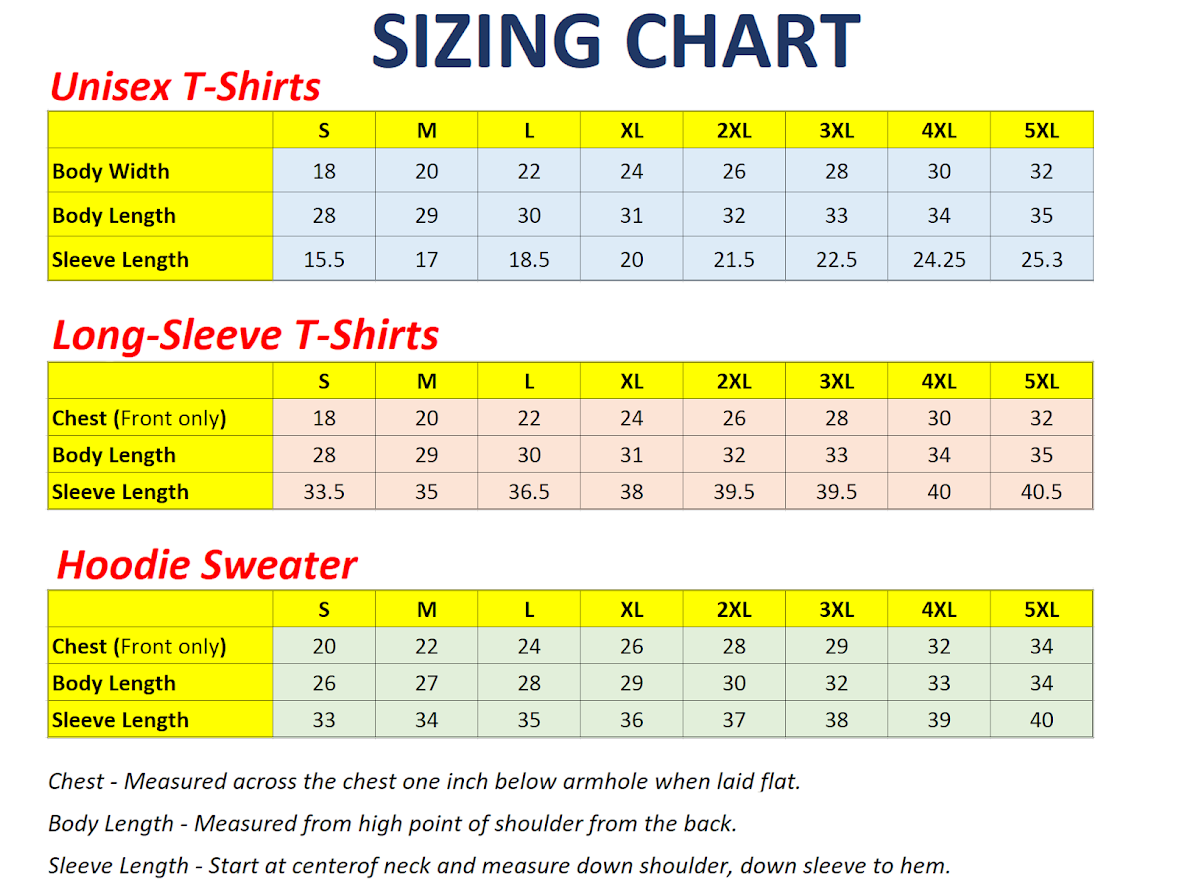 SIZING CHART
Unisex T-Shirts
S M L XL 2XL 3XL 4XL 5XL
Body Width 18 20 22 24 26 28 30 32
Body Length 28 29 30 31 32 33 34 35
Sleeve Length 15.5 17 18.5 20 21.5 22.5 24.25 25.3
Long-Sleeve T-Shirts
S M L XL 2XL 3XL 4XL 5XL
Chest (Front only) 18 20 22 24 26 28 30 32
Body Length 28 29 30 31 32 33 34 35
Sleeve Length 33.5 35 36.5 38 39.5 39.5 40 40.5
Hoodie Sweater
S M L XL 2XL 3XL 4XL 5XL
Chest (Front only) 20 22 24 26 28 29 32 34
Body Length 26 27 28 29 30 32 33 34
Sleeve Length 33 34 35 36 37 38 39 40
Chest - Measured across the chest one inch below armhole when laid flat.
Body Length - Measured from high point of shoulder from the back.
Sleeve Length - Start at centerof neck and measure down shoulder, down sleeve to hem.